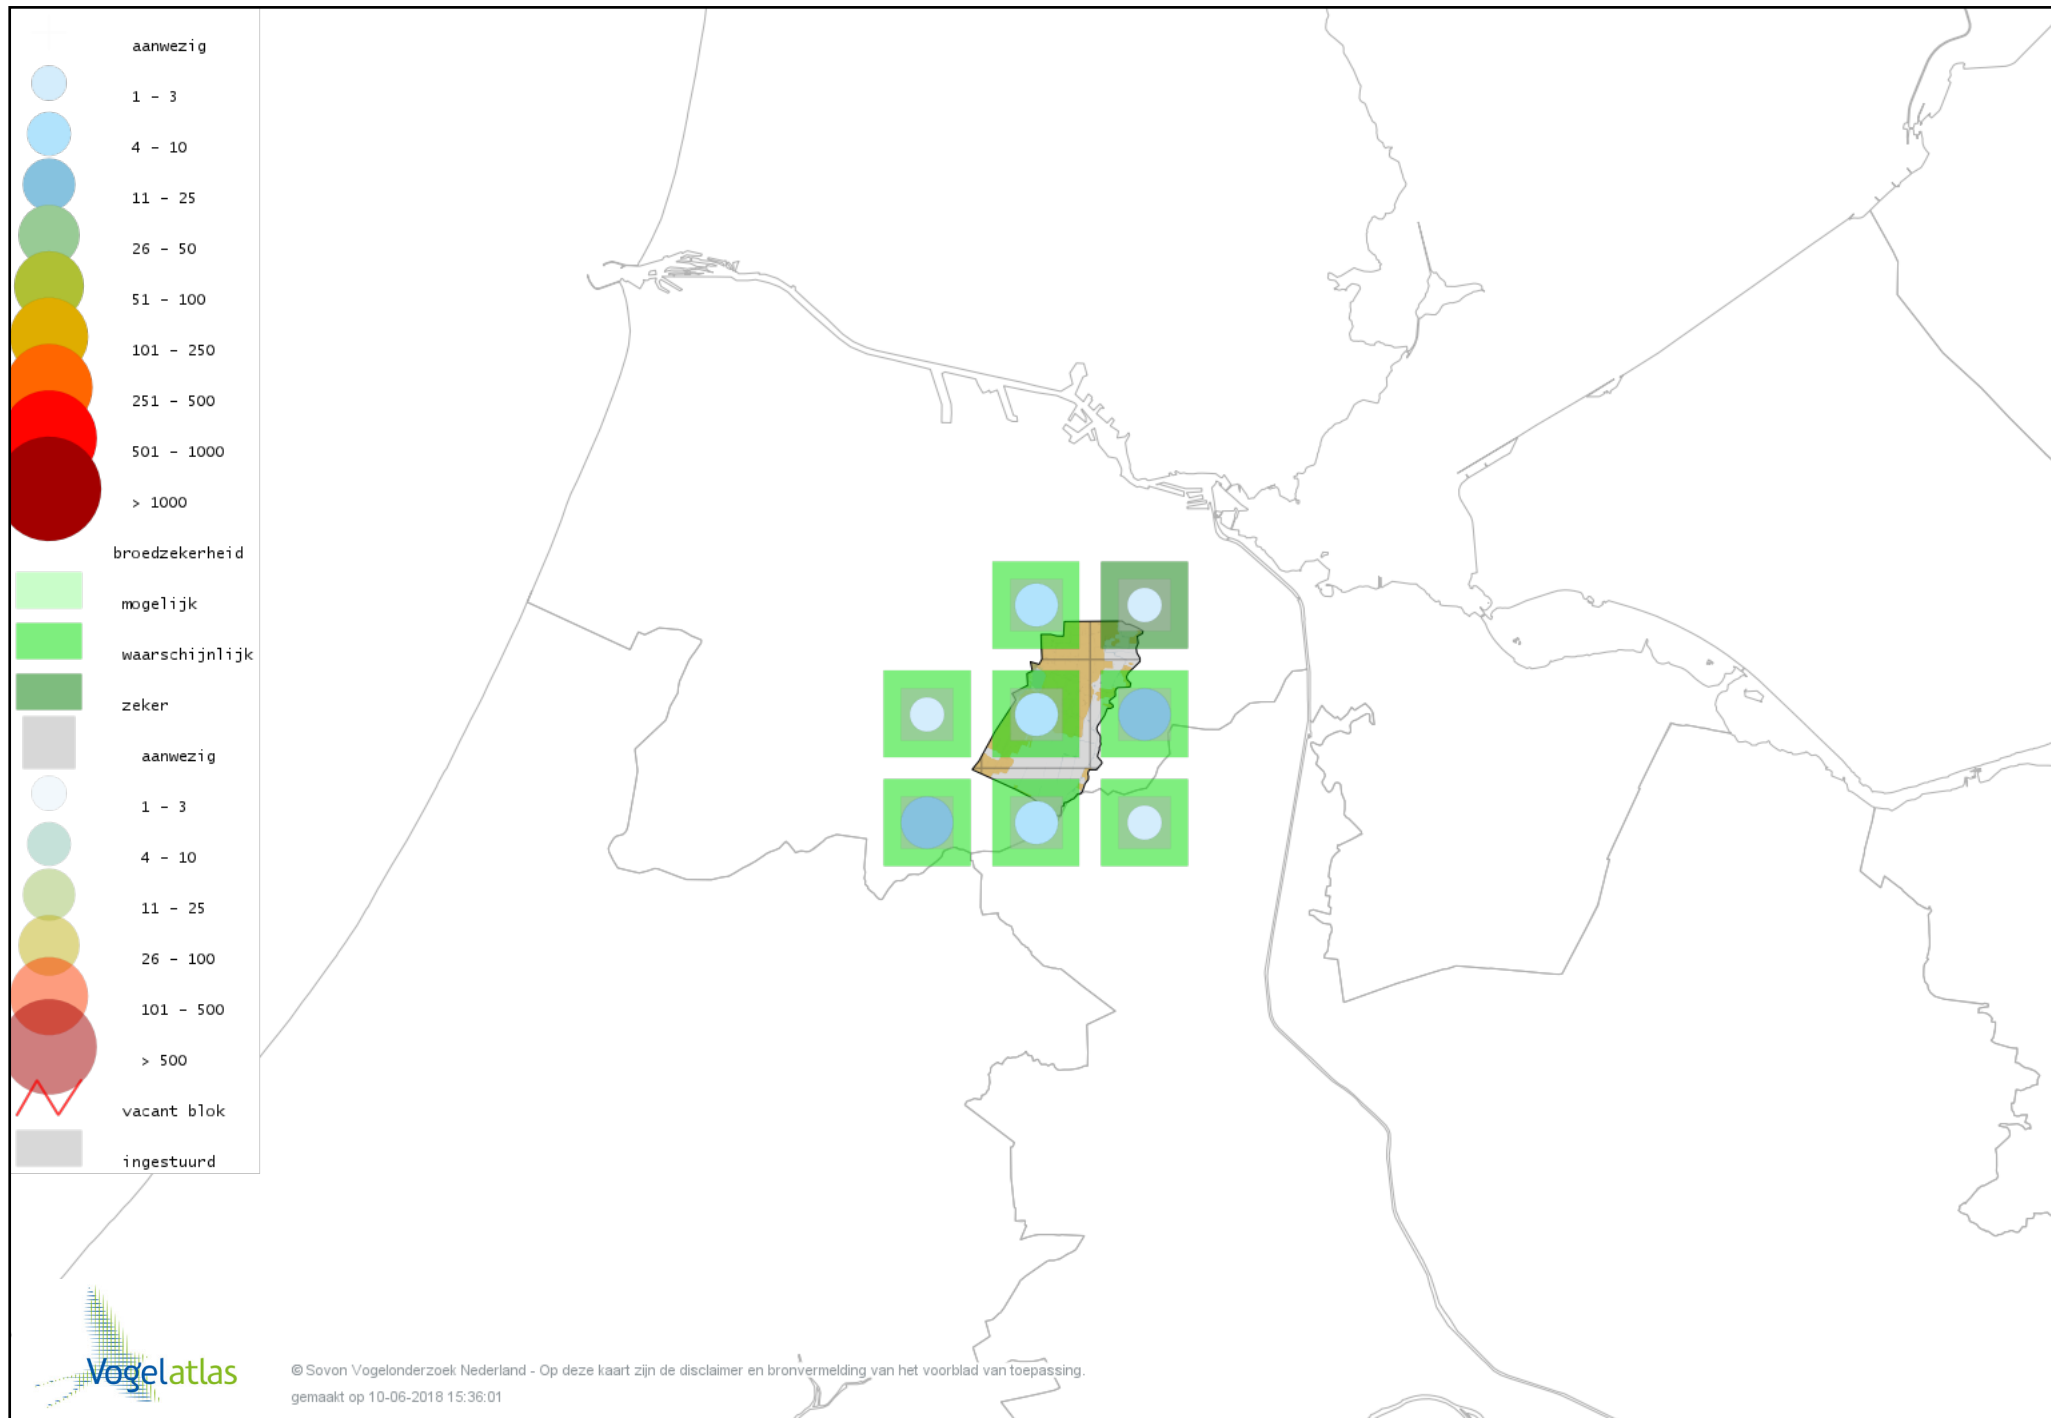 aanwezig
1 - 3
4 - 10
11 - 25
26 - 50
51 - 100
101 - 250
251 - 500
501 - 1000
> 1000
broedzekerheid
mogelijk
waarschijnlijk
zeker
aanwezig
1 - 3
4 - 10
11 - 25
26 - 100
101 - 500
> 500
vacant blok
ingestuurd
Vogelatlas
© Sovon Vogelonderzoek Nederland - Op deze kaart zijn de disclaimer en bronvermelding van het voorblad van toepassing.
gemaakt op 10-06-2018 15:36:01